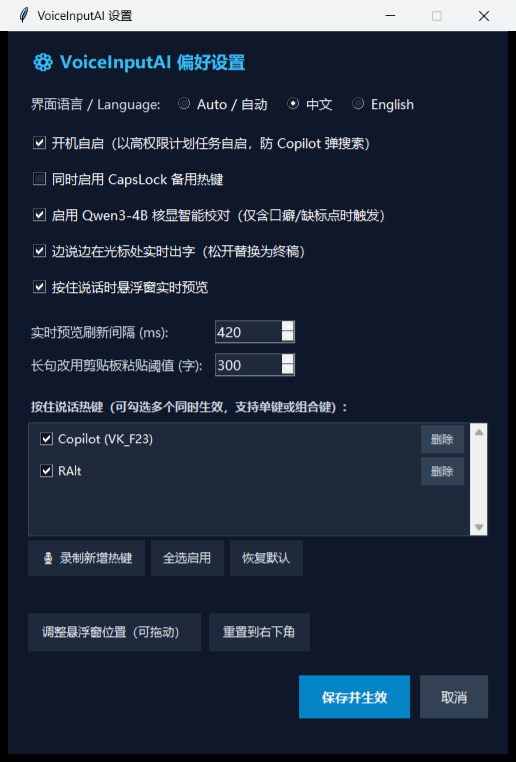 VoiceInputAI 设置
VoiceInputAI 偏好设置
界面语言 / Language: Auto / 自动 中文 English
开机自启（以高权限计划任务自启，防 Copilot 弹搜索）
同时启用 CapsLock 备用热键
启用 Qwen3-4B 核显智能校对（仅含口癖/缺标点时触发）
边说边在光标处实时出字（松开替换为终稿）
按住说话时悬浮窗实时预览
实时预览刷新间隔 (ms): 420
长句改用剪贴板粘贴阈值 (字): 300
按住说话热键（可勾选多个同时生效，支持单键或组合键）:
Copilot (VK_F23) 删除
RAlt 删除
录制新增热键 全选启用 恢复默认
调整悬浮窗位置（可拖动） 重置到右下角
保存并生效 取消